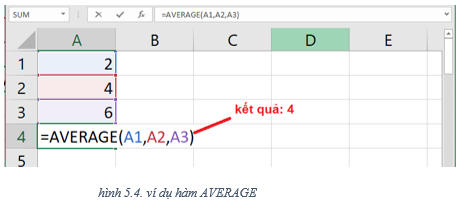 SUM =AVERAGE(A1,A2,A3)
A B C D E
1 2
2 4
3 6
kết quả: 4
4 =AVERAGE(A1,A2,A3)
5
hình 5.4. ví dụ hàm AVERAGE